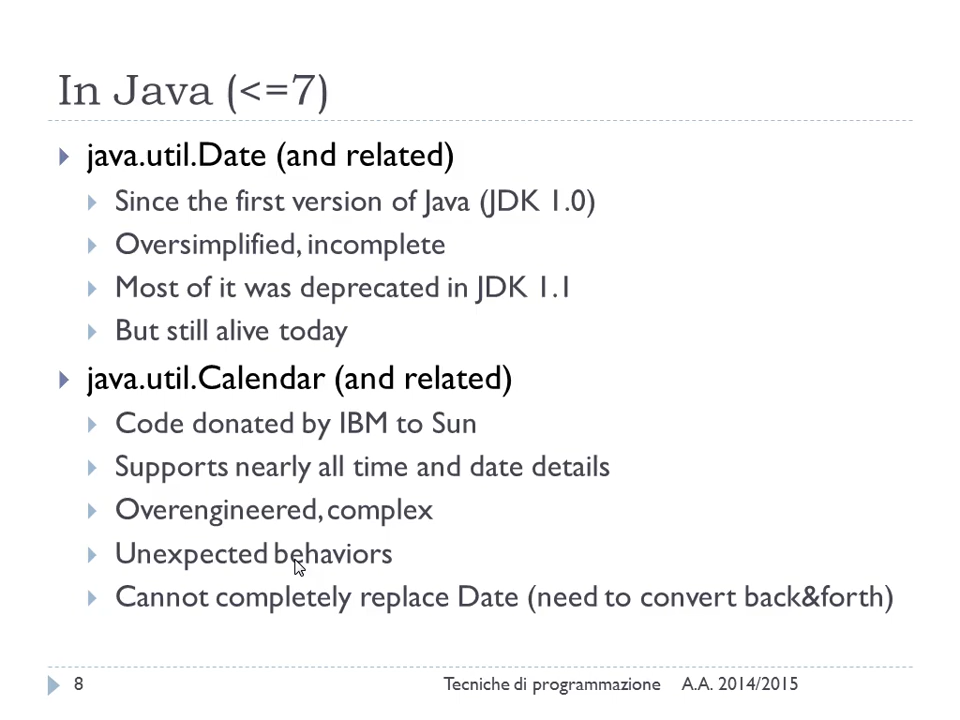 In Java (<=7)
java.util.Date (and related)
Since the first version of Java (JDK 1.0)
Oversimplified, incomplete
Most of it was deprecated in JDK 1.1
But still alive today
java.util.Calendar (and related)
Code donated by IBM to Sun
Supports nearly all time and date details
Overengineered, complex
Unexpected behaviors
Cannot completely replace Date (need to convert back&forth)
8 Tecniche di programmazione A.A. 2014/2015